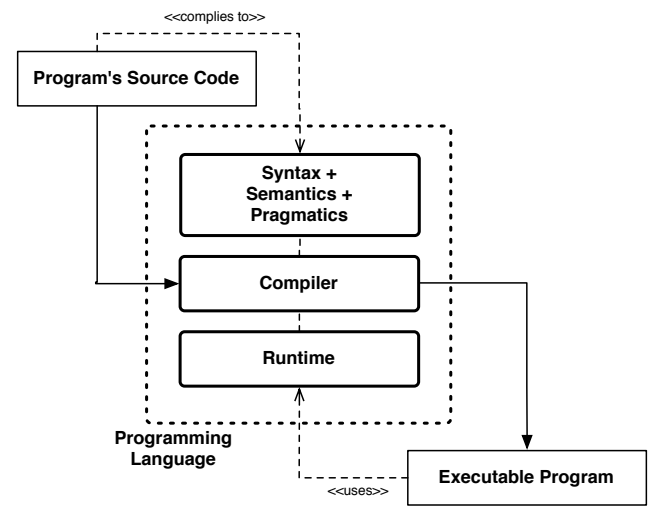 <<complies to>>
Program's Source Code
Syntax +
Semantics +
Pragmatics
Compiler
Runtime
Programming
Language
Executable Program
<<uses>>